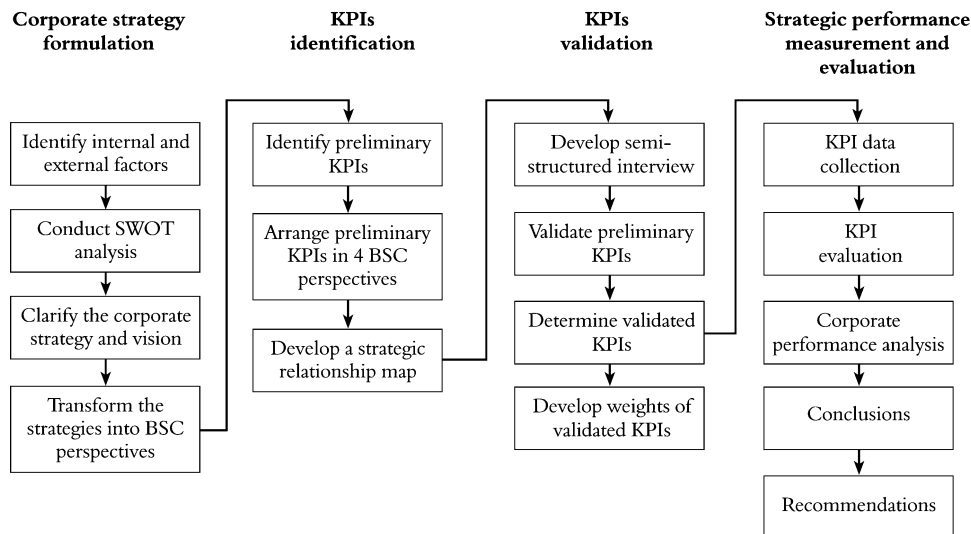 Corporate strategy
formulation
KPIs
identification
KPIs
validation
Strategic performance
measurement and
evaluation
Identify internal and
external factors
Conduct SWOT
analysis
Clarify the corporate
strategy and vision
Transform the
strategies into BSC
perspectives
Identify preliminary
KPIs
Arrange preliminary
KPIs in 4 BSC
perspectives
Develop a strategic
relationship map
Develop semi-
structured interview
Validate preliminary
KPIs
Determine validated
KPIs
Develop weights of
validated KPIs
KPI data
collection
KPI
evaluation
Corporate
performance analysis
Conclusions
Recommendations